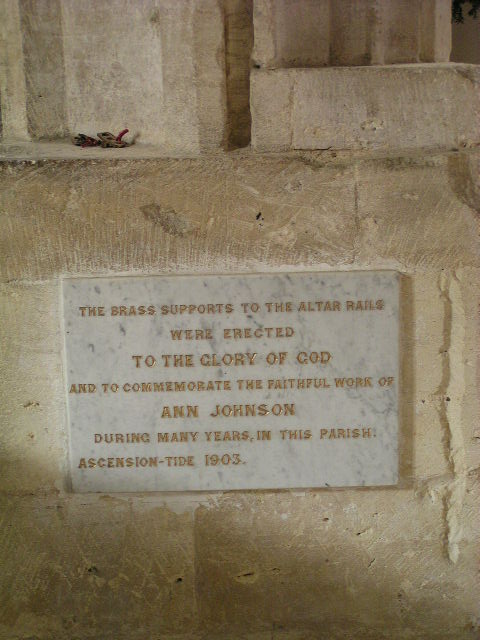 THE BRASS SUPPORTS TO THE ALTAR RAILS
WERE ERECTED
TO THE GLORY OF GOD
AND TO COMMEMORATE THE FAITHFUL WORK OF
ANN JOHNSON
DURING MANY YEARS, IN THIS PARISH.
ASCENSION-TIDE 1903.